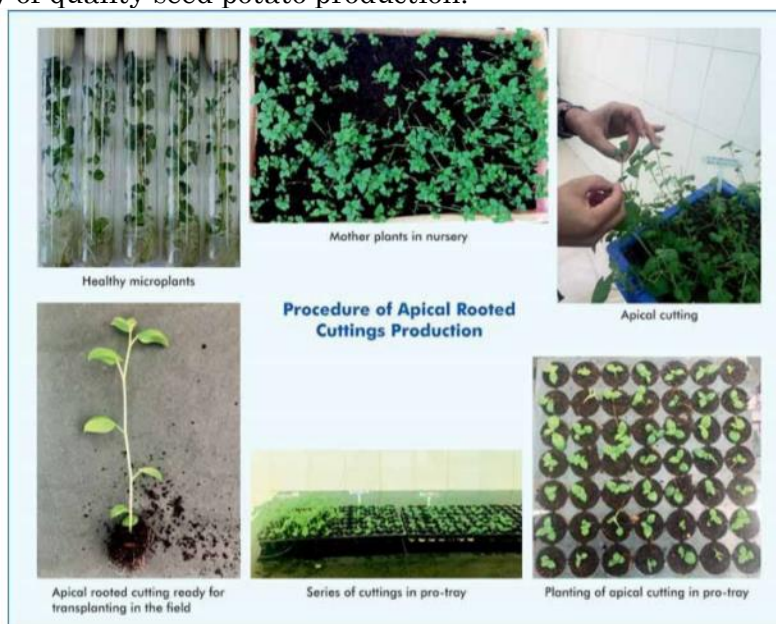 of quality seed potato production.
Healthy microplants
Mother plants in nursery
Apical cutting
Procedure of Apical Rooted
Cuttings Production
Apical rooted cutting ready for
transplanting in the field
Series of cuttings in pro-tray
Planting of apical cutting in pro-tray